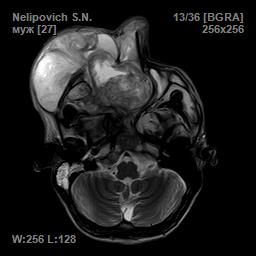 Nelipovich S.N.
13/36 [BGRA]
муж [27]
256x256
W:256 L:128